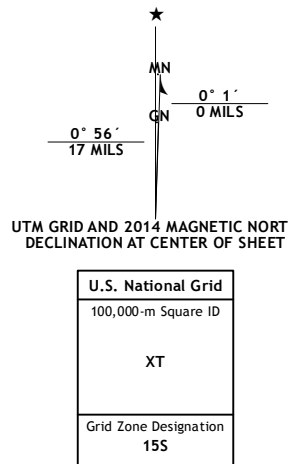 MN
0° 1´
0 MILS
GN
0° 56´
17 MILS
UTM GRID AND 2014 MAGNETIC NORT
DECLINATION AT CENTER OF SHEET
U.S. National Grid
100,000-m Square ID
XT
Grid Zone Designation
15S